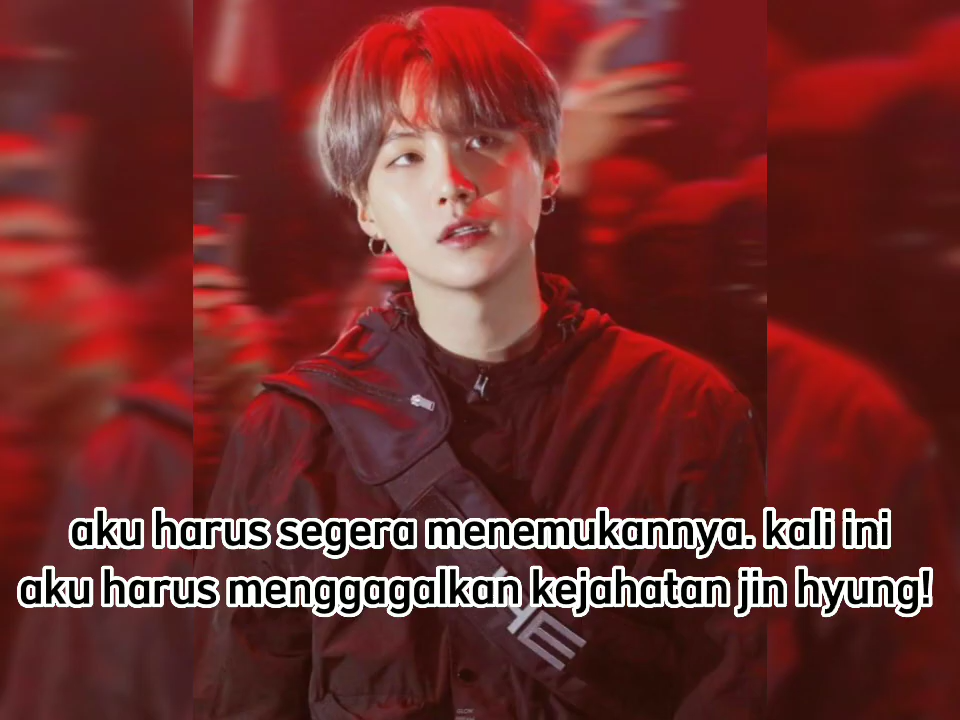 aku harus segera menemukannya. kali ini
aku harus menggagalkan kejahatan jin hyung!